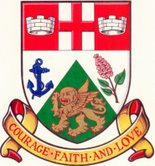 COURAGE · FAITH · AND · LOVE